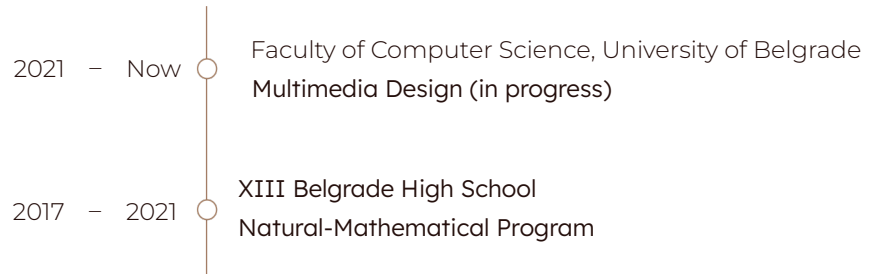 2021 – Now
Faculty of Computer Science, University of Belgrade
Multimedia Design (in progress)
2017 – 2021
XIII Belgrade High School
Natural-Mathematical Program